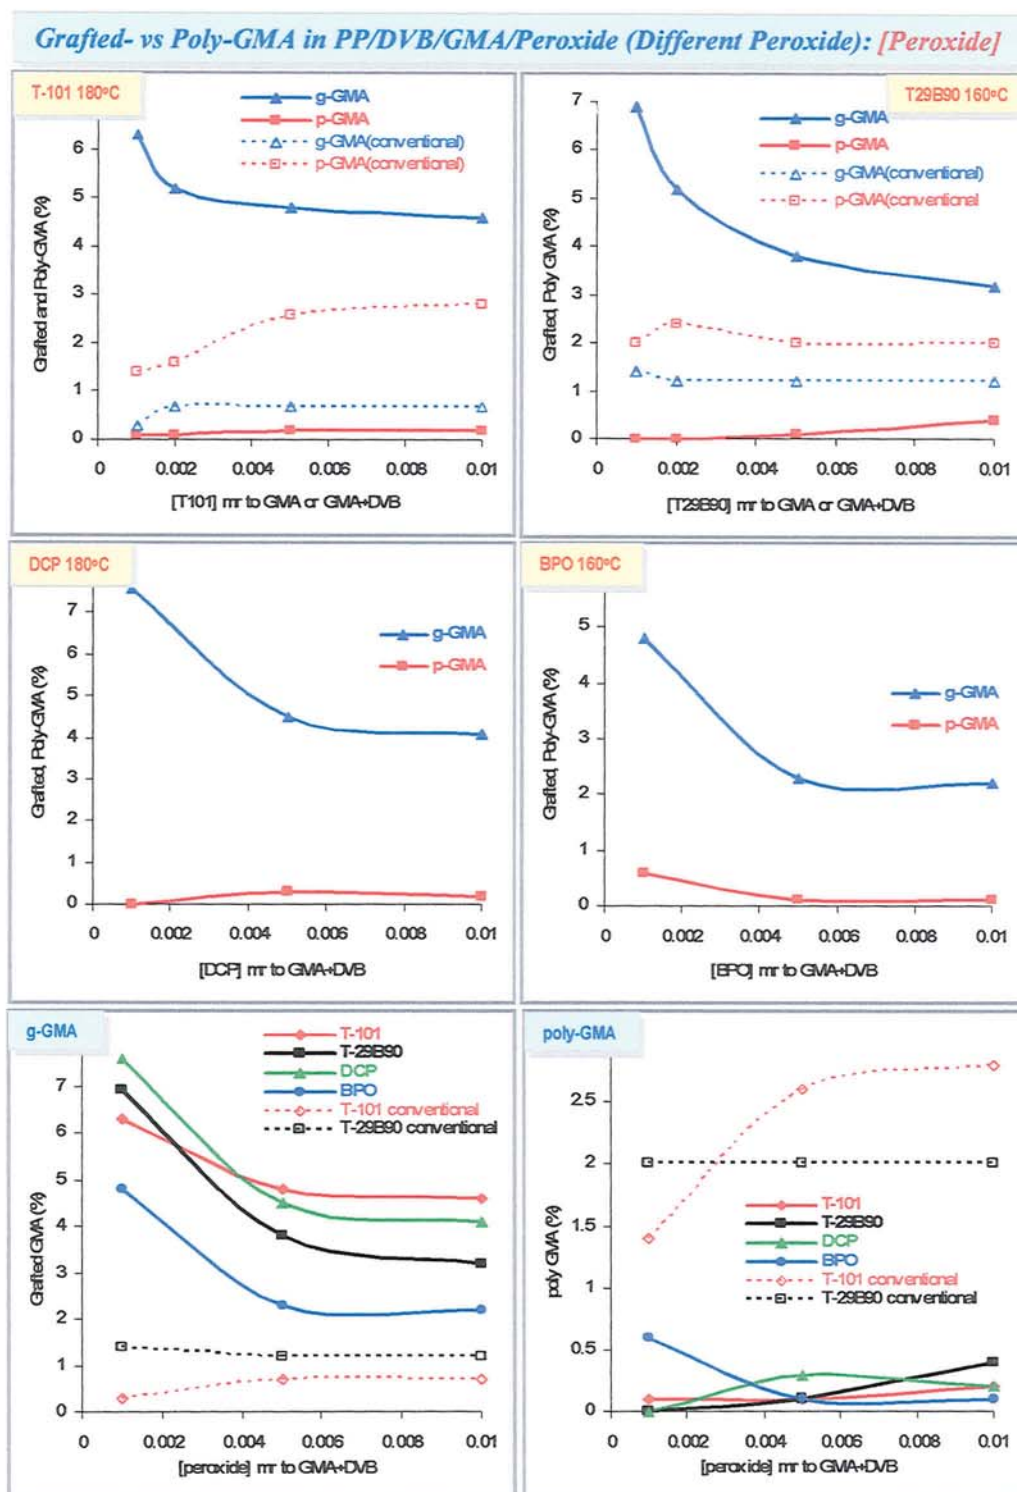 Grafted- vs Poly-GMA in PP/DVB/GMA/Peroxide (Different Peroxide): [Peroxide]
T-101 180°C
g-GMA
p-GMA
g-GMA(conventional)
p-GMA(conventional)
Grafted and Poly-GMA (%)
6
5
4
3
2
1
0
0 0.002 0.004 0.006 0.008 0.01
[T101] mr to GMA or GMA+DVB
T29B90 160°C
g-GMA
p-GMA
g-GMA(conventional)
p-GMA(conventional
Grafted, Poly GMA (%)
7
6
5
4
3
2
1
0
0 0.002 0.004 0.006 0.008 0.01
[T29B90] mr to GMA or GMA+DVB
DCP 180°C
g-GMA
p-GMA
Grafted, Poly-GMA (%)
7
6
5
4
3
2
1
0
0 0.002 0.004 0.006 0.008 0.01
[DCP] mr to GMA+DVB
BPO 160°C
g-GMA
p-GMA
Grafted, Poly-GMA (%)
5
4
3
2
1
0
0 0.002 0.004 0.006 0.008 0.01
[BPO] mr to GMA+DVB
g-GMA
T-101
T-29B90
DCP
BPO
T-101 conventional
T-29B90 conventional
Grafted GMA (%)
7
6
5
4
3
2
1
0
0 0.002 0.004 0.006 0.008 0.01
[peroxide] mr to GMA+DVB
poly-GMA
T-101
T-29B90
DCP
BPO
T-101 conventional
T-29B90 conventional
poly GMA (%)
2.5
2
1.5
1
0.5
0
0 0.002 0.004 0.006 0.008 0.01
[peroxide] mr to GMA+DVB